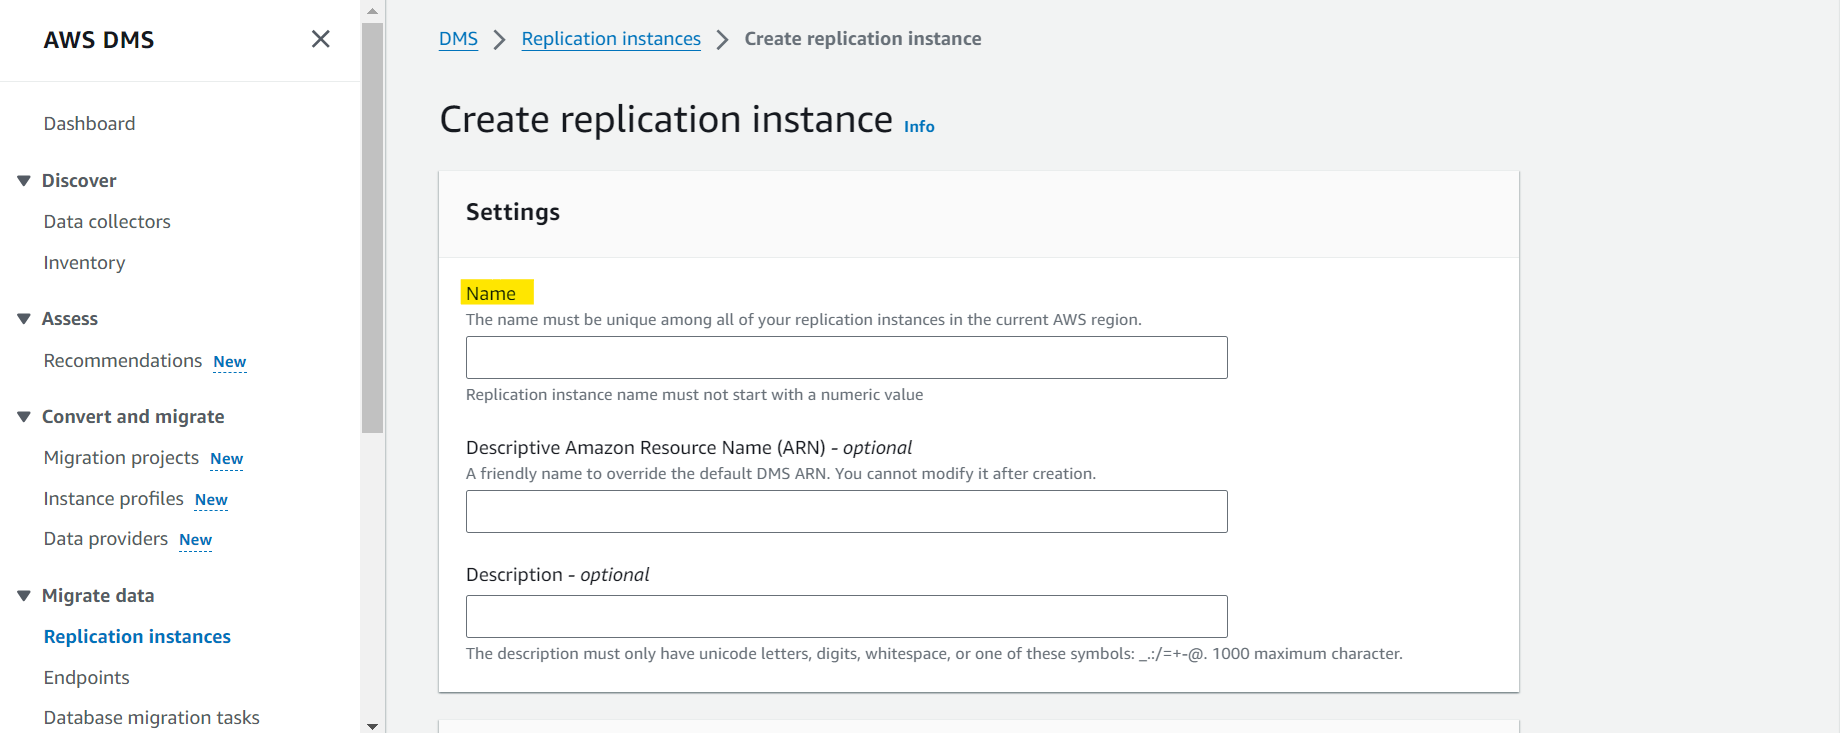 AWS DMS
Dashboard
Discover
Data collectors
Inventory
Assess
Recommendations New
Convert and migrate
Migration projects New
Instance profiles New
Data providers New
Migrate data
Replication instances
Endpoints
Database migration tasks
DMS Replication instances Create replication instance
Create replication instance Info
Settings
Name
The name must be unique among all of your replication instances in the current AWS region.
Replication instance name must not start with a numeric value
Descriptive Amazon Resource Name (ARN) - optional
A friendly name to override the default DMS ARN. You cannot modify it after creation.
Description - optional
The description must only have unicode letters, digits, whitespace, or one of these symbols: _.:/=+-@. 1000 maximum character.